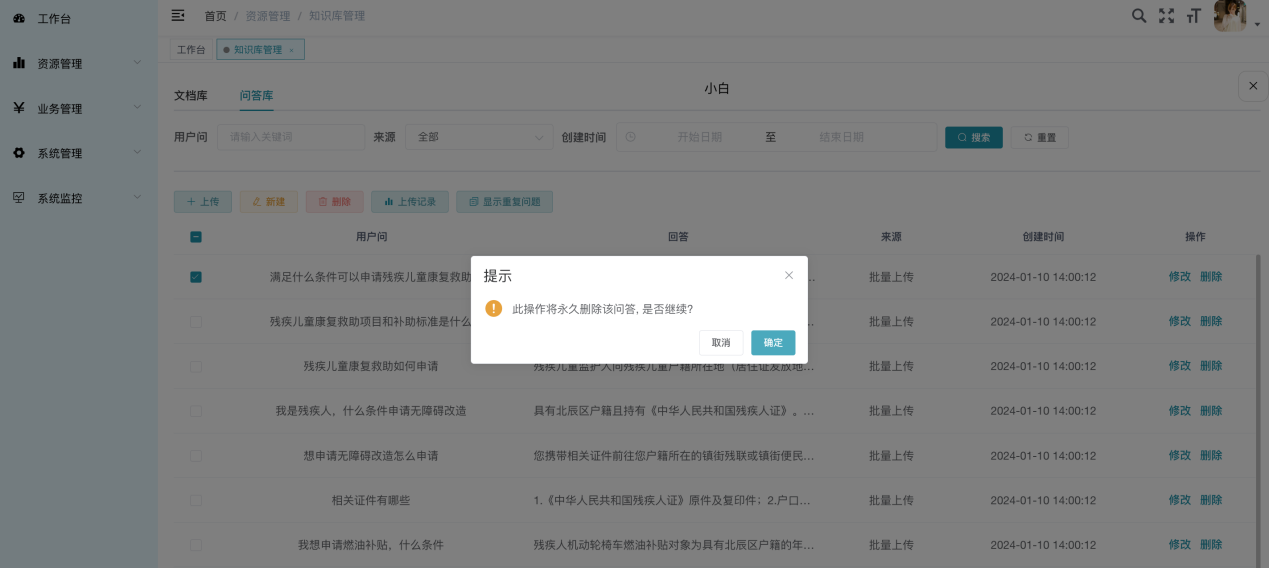 工作台
资源管理
业务管理
系统管理
系统监控
首页 / 资源管理 / 知识库管理
工作台 知识库管理 ×
小白
文档库 问答库
用户问 请输入关键词 来源 全部 创建时间 开始日期 至 结束日期 搜索 重置
上传 新建 删除 上传记录 显示重复问题
用户问 回答 来源 创建时间 操作
满足什么条件可以申请残疾儿童康复救助 批量上传 2024-01-10 14:00:12 修改 删除
残疾儿童康复救助项目和补助标准是什么 批量上传 2024-01-10 14:00:12 修改 删除
残疾儿童康复救助如何申请 残疾儿童监护人向残疾儿童户籍所在地（居住证发放地... 批量上传 2024-01-10 14:00:12 修改 删除
我是残疾人，什么条件申请无障碍改造 具有北辰区户籍且持有《中华人民共和国残疾人证》。... 批量上传 2024-01-10 14:00:12 修改 删除
想申请无障碍改造怎么申请 您携带相关证件前往您户籍所在的镇街残联或镇街便民... 批量上传 2024-01-10 14:00:12 修改 删除
相关证件有哪些 1.《中华人民共和国残疾人证》原件及复印件；2.户口... 批量上传 2024-01-10 14:00:12 修改 删除
我想申请燃油补贴，什么条件 残疾人机动轮椅车燃油补贴对象为具有北辰区户籍的年... 批量上传 2024-01-10 14:00:12 修改 删除
提示
此操作将永久删除该问答, 是否继续?
取消 确定